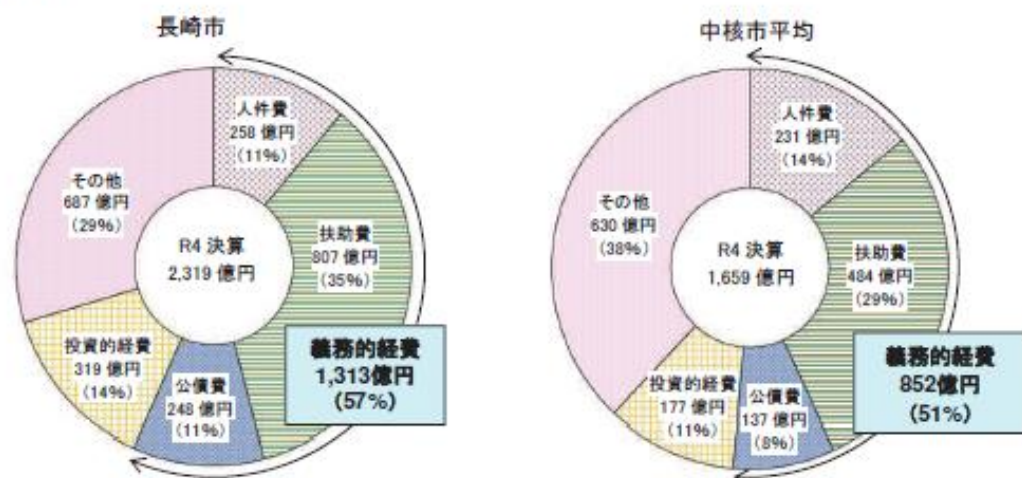 長崎市
人件費
258 億円
(11%)
その他
687 億円
(29%)
R4 決算
2,319 億円
扶助費
807 億円
(35%)
投資的経費
319 億円
(14%)
公債費
248 億円
(11%)
義務的経費
1,313億円
(57%)
中核市平均
人件費
231 億円
(14%)
その他
630 億円
(38%)
R4 決算
1,659 億円
扶助費
484 億円
(29%)
投資的経費
177 億円
(11%)
公債費
137 億円
(8%)
義務的経費
852億円
(51%)